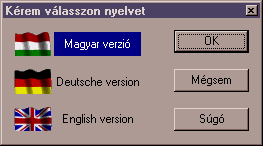 Kérem válasszon nyelvet
Magyar verzió
OK
Deutsche version
Mégsem
English version
Súgó